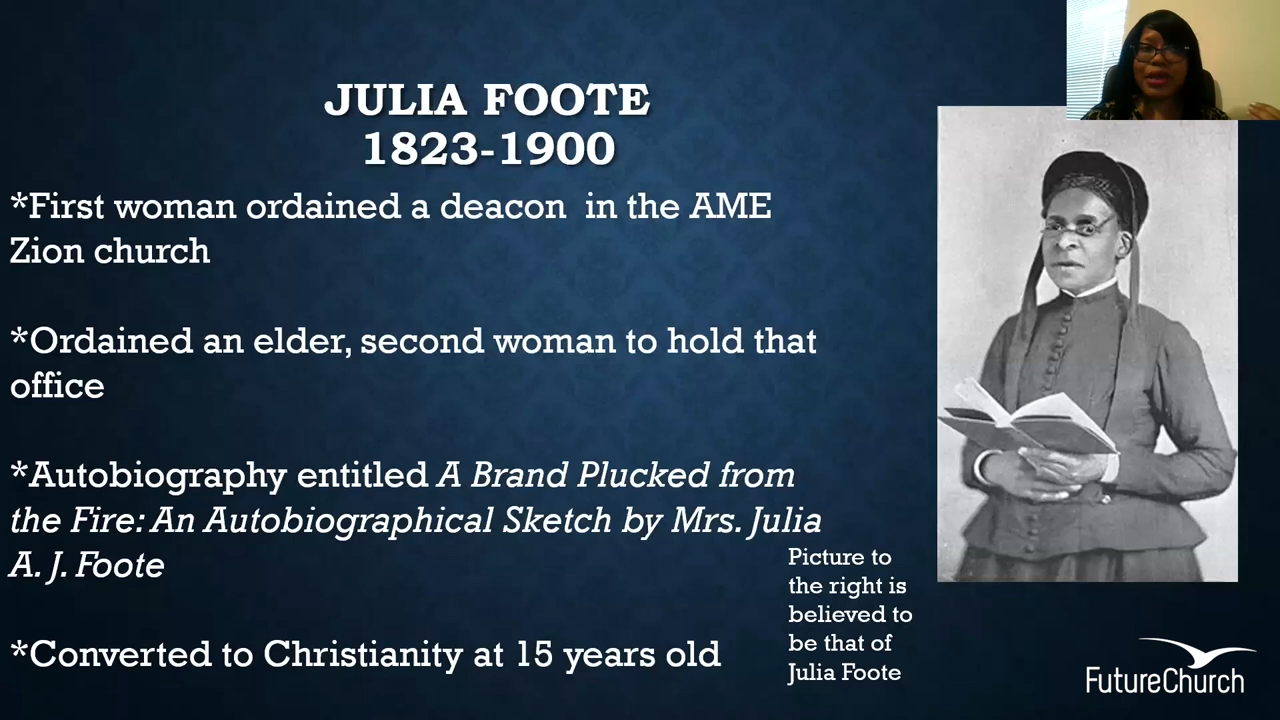 JULIA FOOTE
1823-1900
*First woman ordained a deacon in the AME
Zion church
*Ordained an elder, second woman to hold that
office
*Autobiography entitled A Brand Plucked from
the Fire: An Autobiographical Sketch by Mrs. Julia
A. J. Foote
*Converted to Christianity at 15 years old
Picture to
the right is
believed to
be that of
Julia Foote
FutureChurch